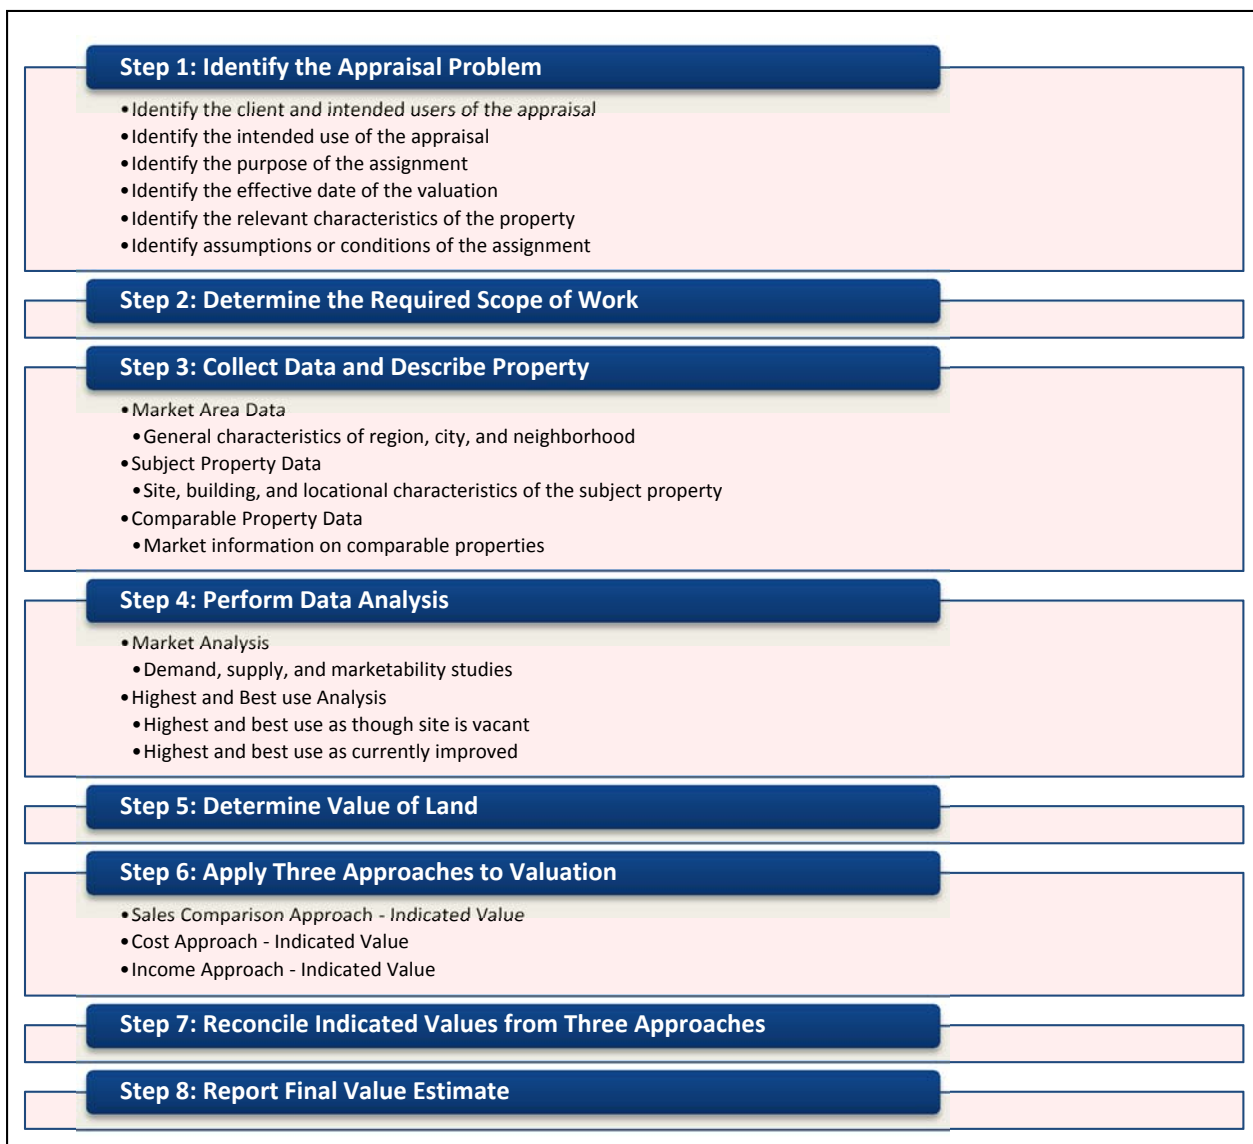 Step 1: Identify the Appraisal Problem
•Identify the client and intended users of the appraisal
•Identify the intended use of the appraisal
•Identify the purpose of the assignment
•Identify the effective date of the valuation
•Identify the relevant characteristics of the property
•Identify assumptions or conditions of the assignment
Step 2: Determine the Required Scope of Work
Step 3: Collect Data and Describe Property
•Market Area Data
•General characteristics of region, city, and neighborhood
•Subject Property Data
•Site, building, and locational characteristics of the subject property
•Comparable Property Data
•Market information on comparable properties
Step 4: Perform Data Analysis
•Market Analysis
•Demand, supply, and marketability studies
•Highest and Best use Analysis
•Highest and best use as though site is vacant
•Highest and best use as currently improved
Step 5: Determine Value of Land
Step 6: Apply Three Approaches to Valuation
•Sales Comparison Approach - Indicated Value
•Cost Approach - Indicated Value
•Income Approach - Indicated Value
Step 7: Reconcile Indicated Values from Three Approaches
Step 8: Report Final Value Estimate